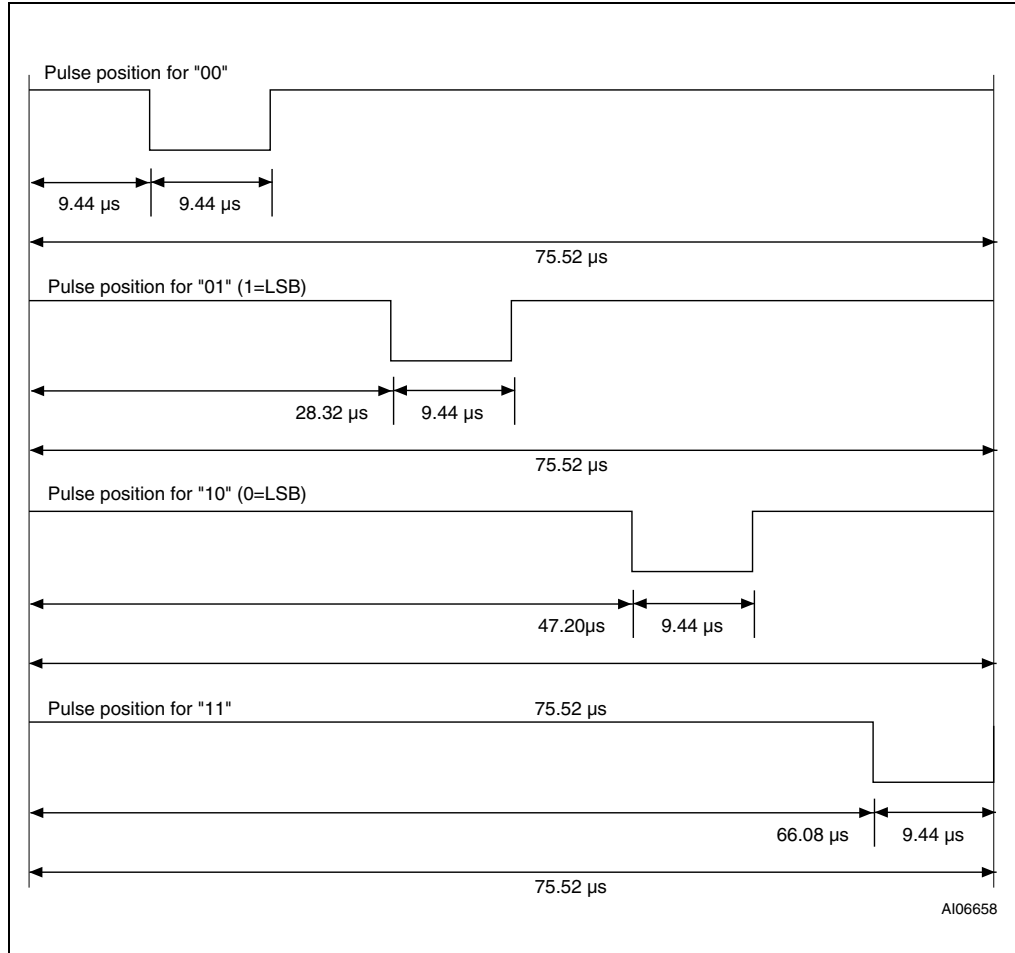 Pulse position for "00"
9.44 µs 9.44 µs
75.52 µs
Pulse position for "01" (1=LSB)
28.32 µs 9.44 µs
75.52 µs
Pulse position for "10" (0=LSB)
47.20µs 9.44 µs
Pulse position for "11" 75.52 µs
66.08 µs 9.44 µs
75.52 µs
AI06658